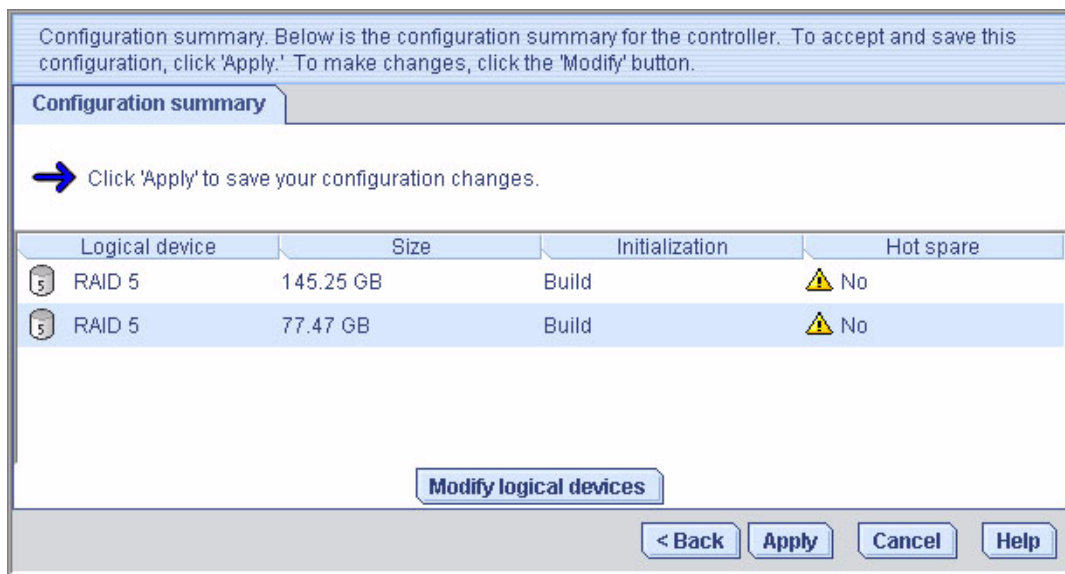 Configuration summary. Below is the configuration summary for the controller. To accept and save this
configuration, click 'Apply.' To make changes, click the 'Modify' button.
Configuration summary
Click 'Apply' to save your configuration changes.
Logical device Size Initialization Hot spare
5 RAID 5 145.25 GB Build No
5 RAID 5 77.47 GB Build No
Modify logical devices
< Back Apply Cancel Help